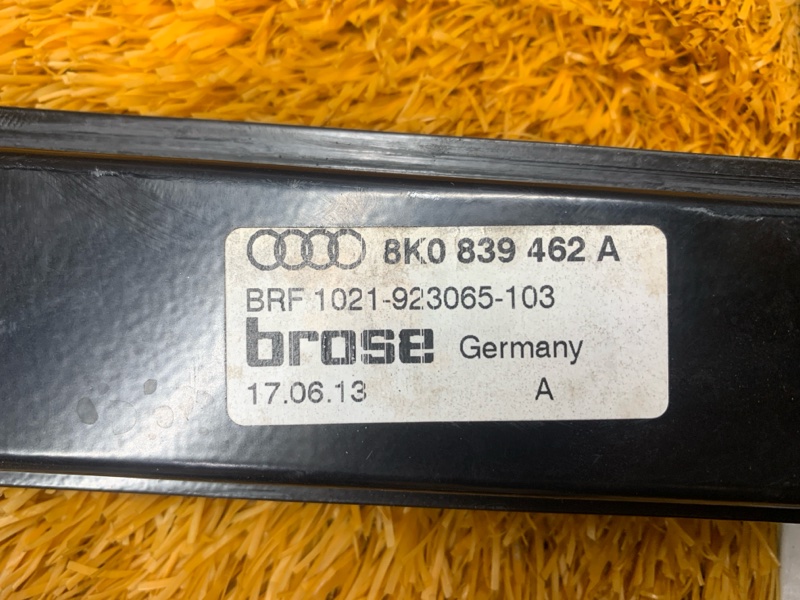 8K0 839 462 A
BRF 1021-923065-103
brose Germany
17.06.13 A